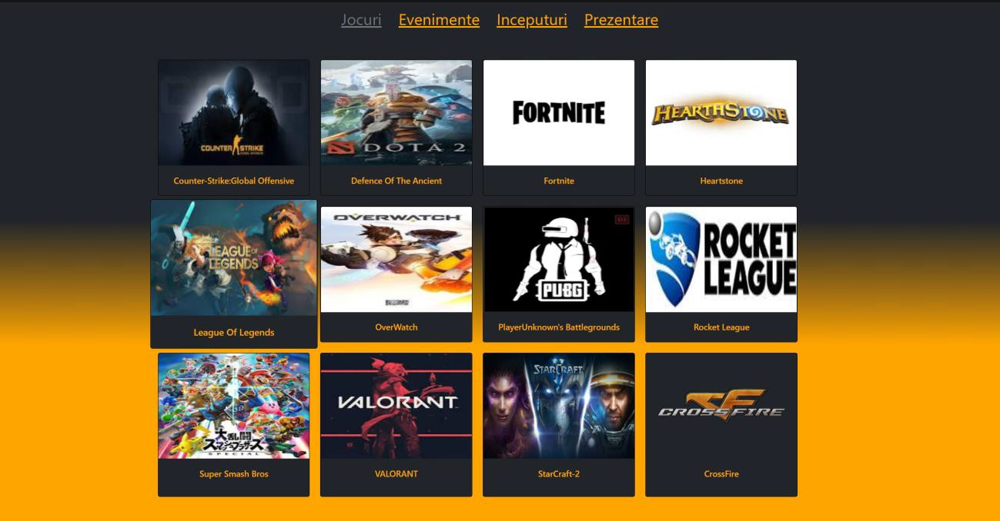 Jocuri Evenimente Inceputuri Prezentare
COUNTER STRIKE
DOTA 2
FORTNITE
HEARTHSTONE
Counter-Strike:Global Offensive
Defence Of The Ancient
Fortnite
Heartstone
LEAGUE OF
LEGENDS
OVERWATCH
PUBG
ROCKET
LEAGUE
League Of Legends
OverWatch
PlayerUnknown's Battlegrounds
Rocket League
大乱闘
スマッシュブラザーズ
SPECIAL
VALORANT
STARCRAFT
II
CF
CROSSFIRE
Super Smash Bros
VALORANT
StarCraft-2
CrossFire